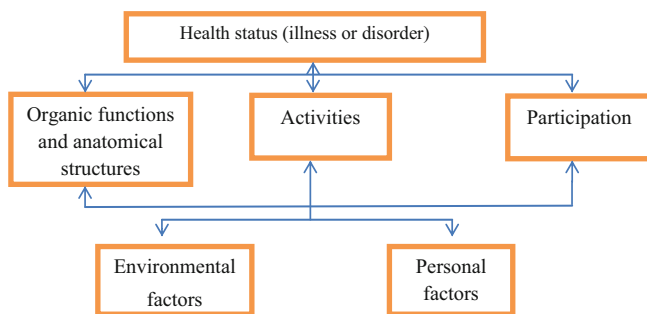 Health status (illness or disorder)
Organic functions
and anatomical
structures
Activities
Participation
Environmental
factors
Personal
factors